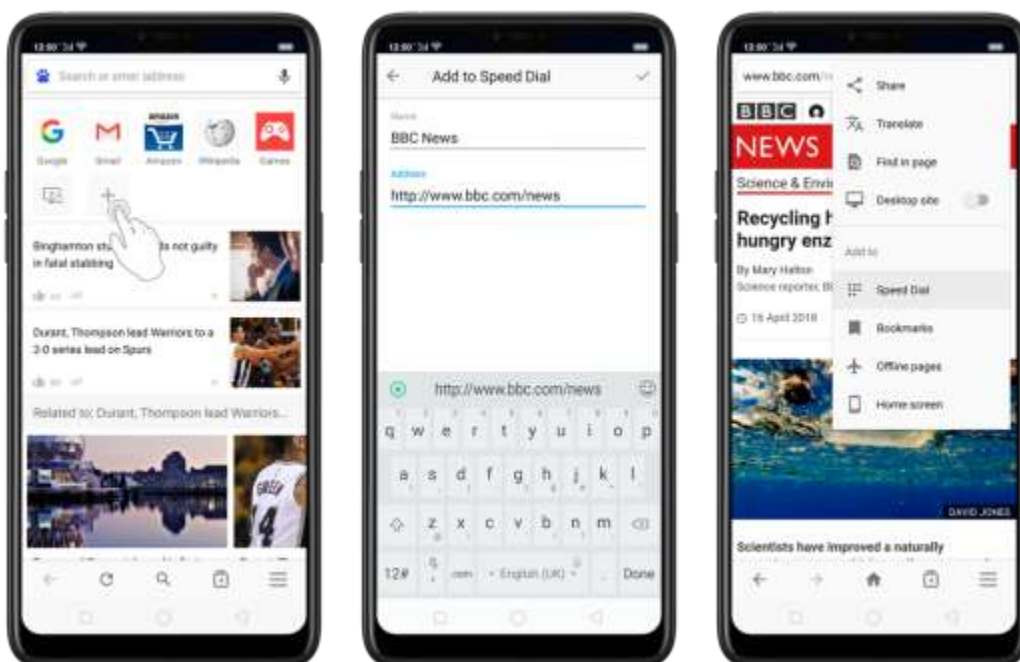 Search or enter address
amazon
Google Gmail Amazon Wikipedia Games
Binghamton
not guilty
in fatal stabbing
Durant, Thompson lead Warriors to a
2-0 series lead on Spurs
Related to: Durant, Thompson lead Warriors...
4
Add to Speed Dial
Name
BBC News
Address
http://www.bbc.com/news
http://www.bbc.com/news
q w e r t y u i o p
a s d f g h j k l
z x c v b n m
12# .com English (UK) . Done
www.bbc.com/
BBC
NEWS
Science & Envi
Recycling h
hungry enz
By Mary Halton
Science reporter, B
16 April 2018
Share
Translate
Find in page
Desktop site
Add to
Speed Dial
Bookmarks
Offline pages
Home screen
DAVID JONES
Scientists have improved a naturally